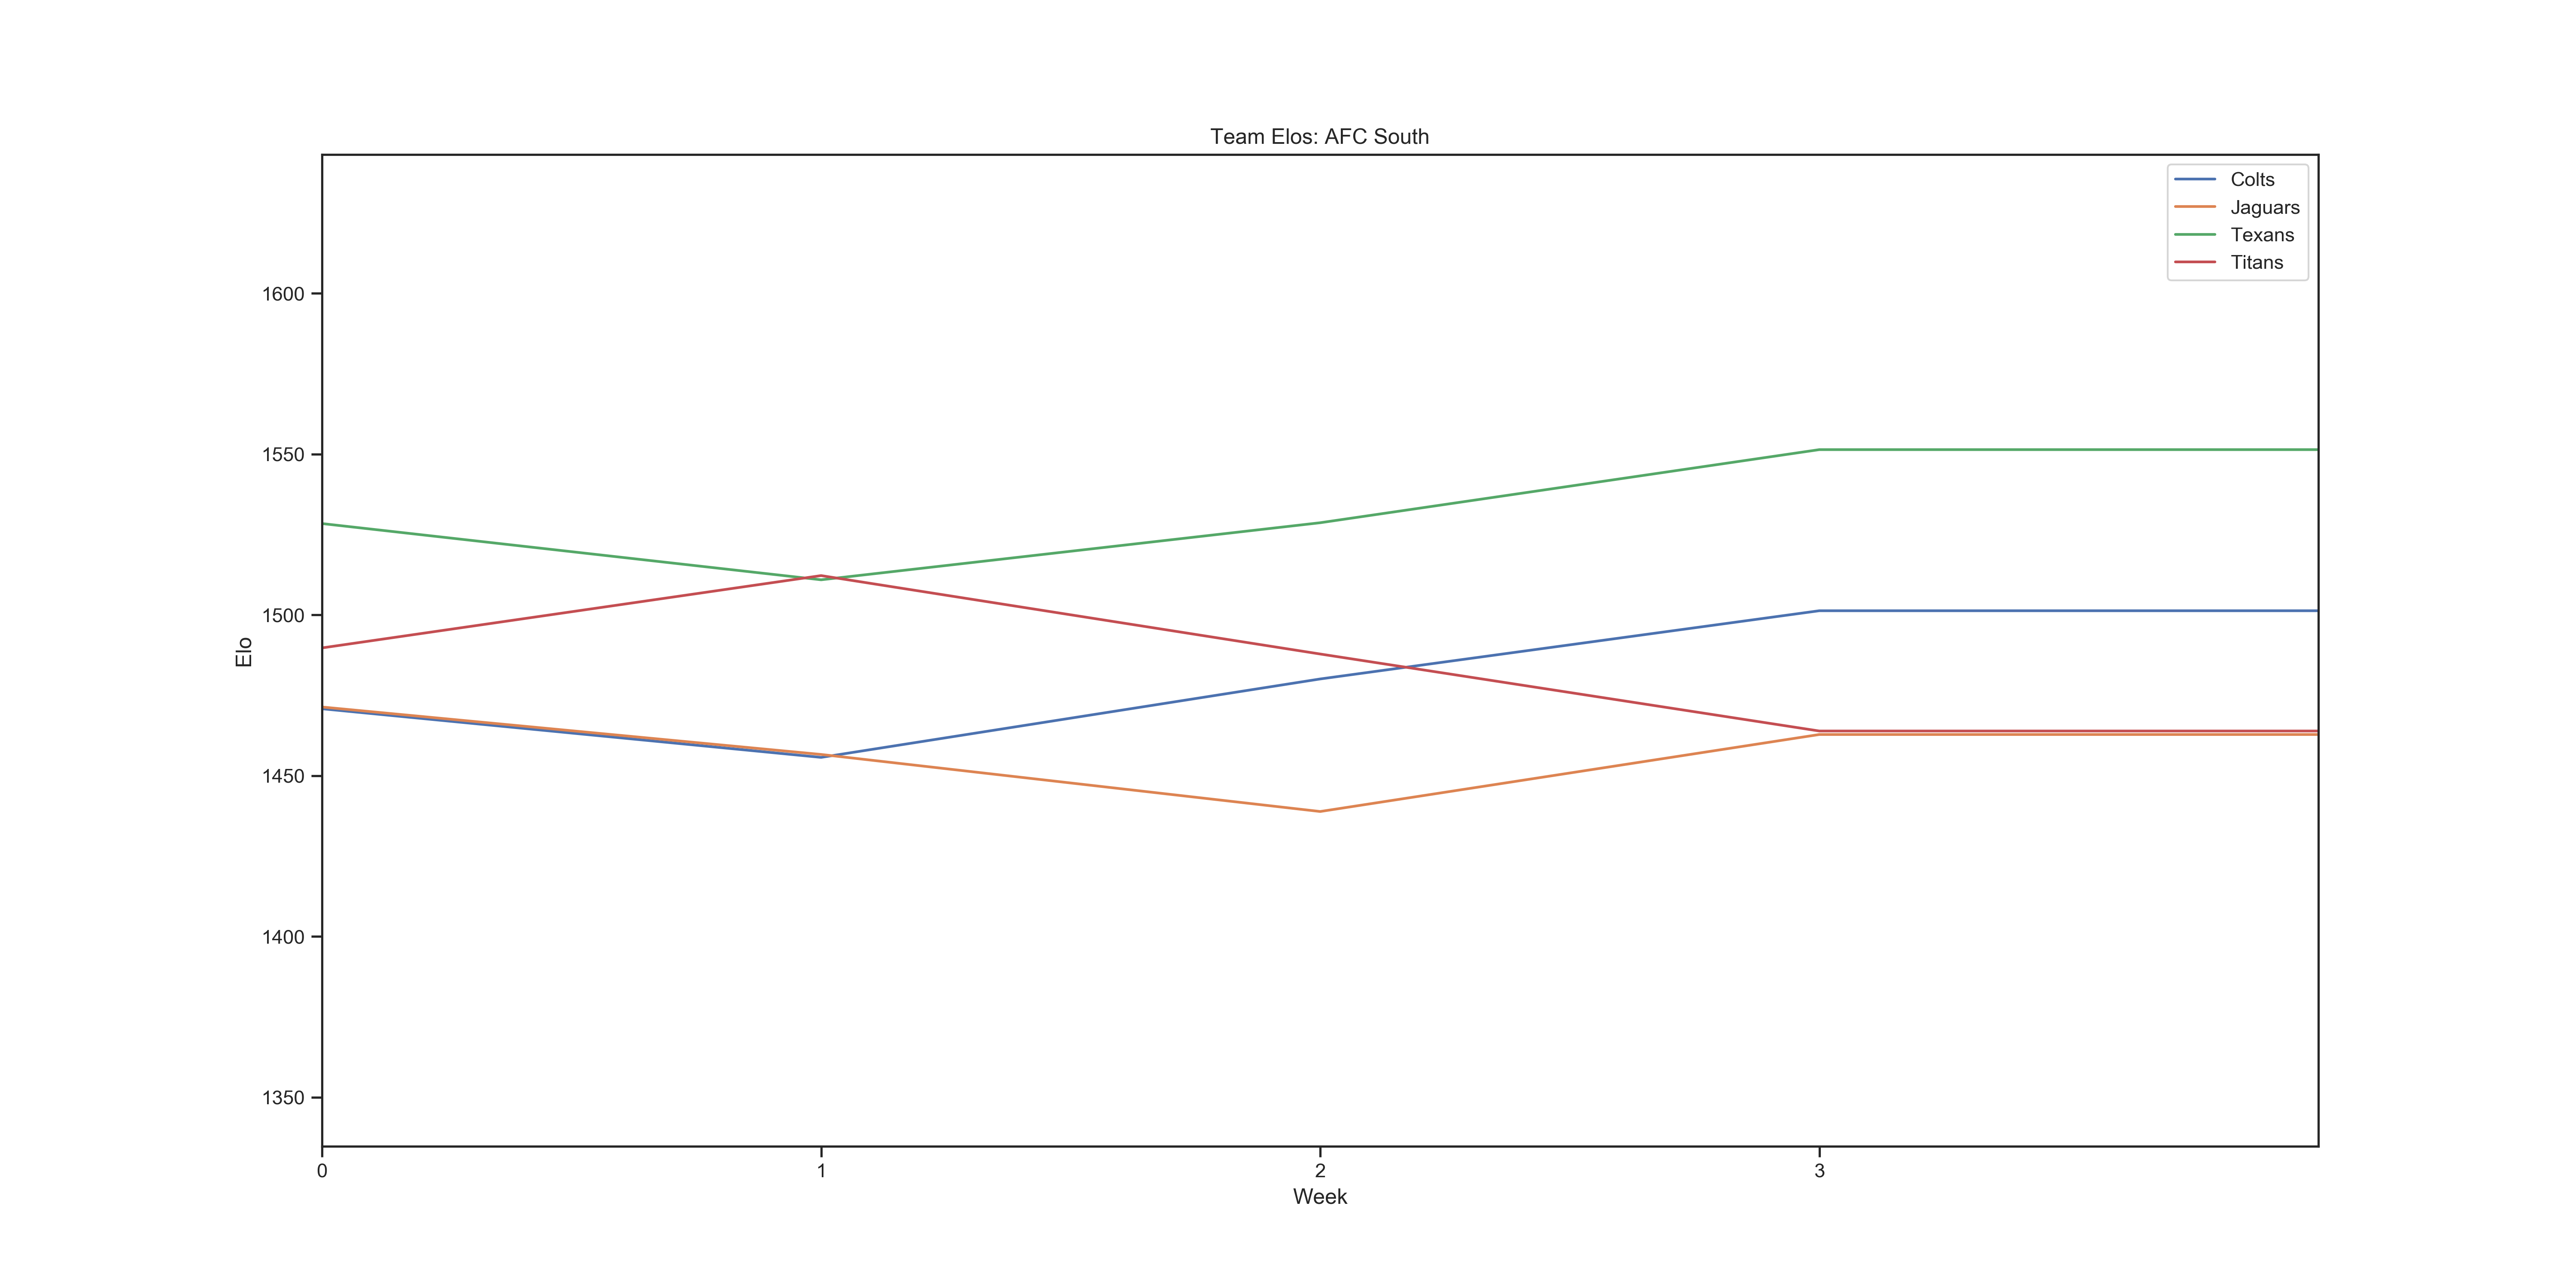 Team Elos: AFC South
Colts
Jaguars
Texans
Titans
1600
1550
1500
1450
1400
1350
Elo
0 1 2 3
Week